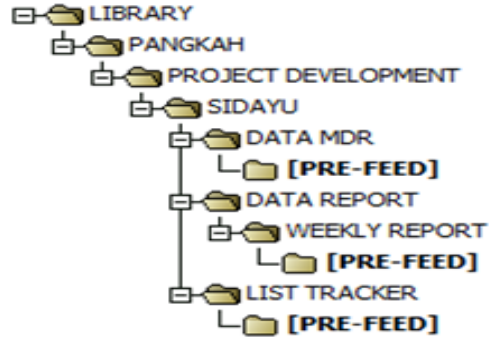 LIBRARY
PANGKAH
PROJECT DEVELOPMENT
SIDAYU
DATA MDR
[PRE-FEED]
DATA REPORT
WEEKLY REPORT
[PRE-FEED]
LIST TRACKER
[PRE-FEED]